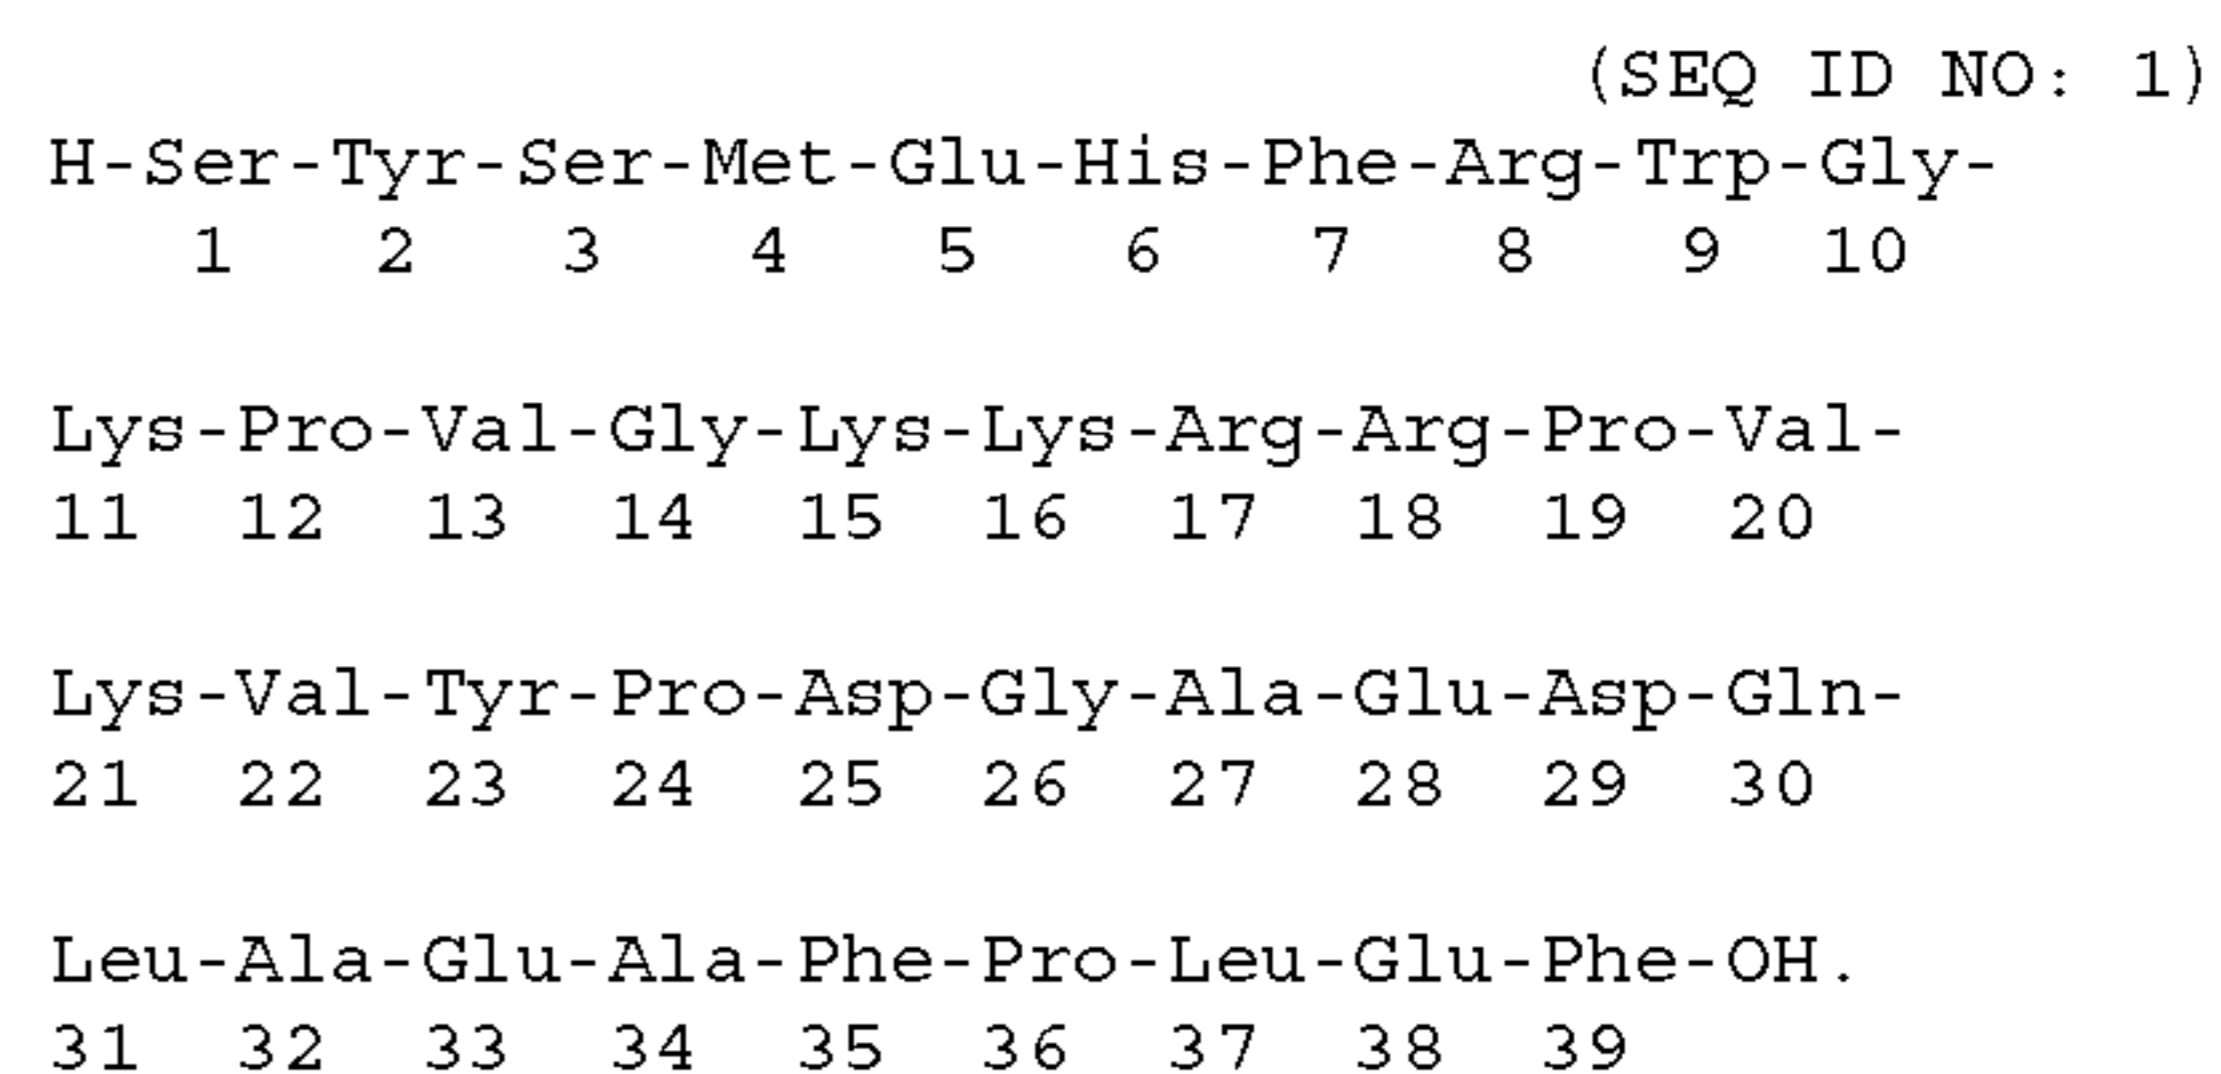 (SEQ ID NO: 1)
H-Ser-Tyr-Ser-Met-Glu-His-Phe-Arg-Trp-Gly-
1 2 3 4 5 6 7 8 9 10
Lys-Pro-Val-Gly-Lys-Lys-Arg-Arg-Pro-Val-
11 12 13 14 15 16 17 18 19 20
Lys-Val-Tyr-Pro-Asp-Gly-Ala-Glu-Asp-Gln-
21 22 23 24 25 26 27 28 29 30
Leu-Ala-Glu-Ala-Phe-Pro-Leu-Glu-Phe-OH.
31 32 33 34 35 36 37 38 39